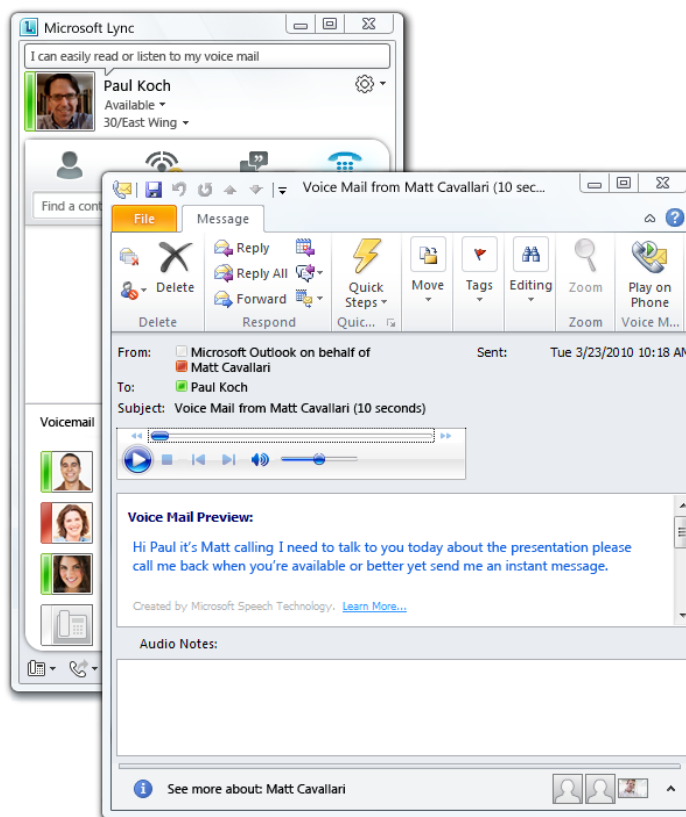 Microsoft Lync
I can easily read or listen to my voice mail
Paul Koch
Available
30/East Wing
Find a cont
Voicemail
Voice Mail from Matt Cavallari (10 sec...
File Message
Reply
Reply All
Forward
Delete
Quick Steps
Move
Tags
Editing
Zoom
Play on Phone
Delete Respond Quic... Zoom Voice M...
From: Microsoft Outlook on behalf of Matt Cavallari
Sent: Tue 3/23/2010 10:18 AM
To: Paul Koch
Subject: Voice Mail from Matt Cavallari (10 seconds)
Voice Mail Preview:
Hi Paul it's Matt calling I need to talk to you today about the presentation please
call me back when you're available or better yet send me an instant message.
Created by Microsoft Speech Technology. Learn More...
Audio Notes:
See more about: Matt Cavallari